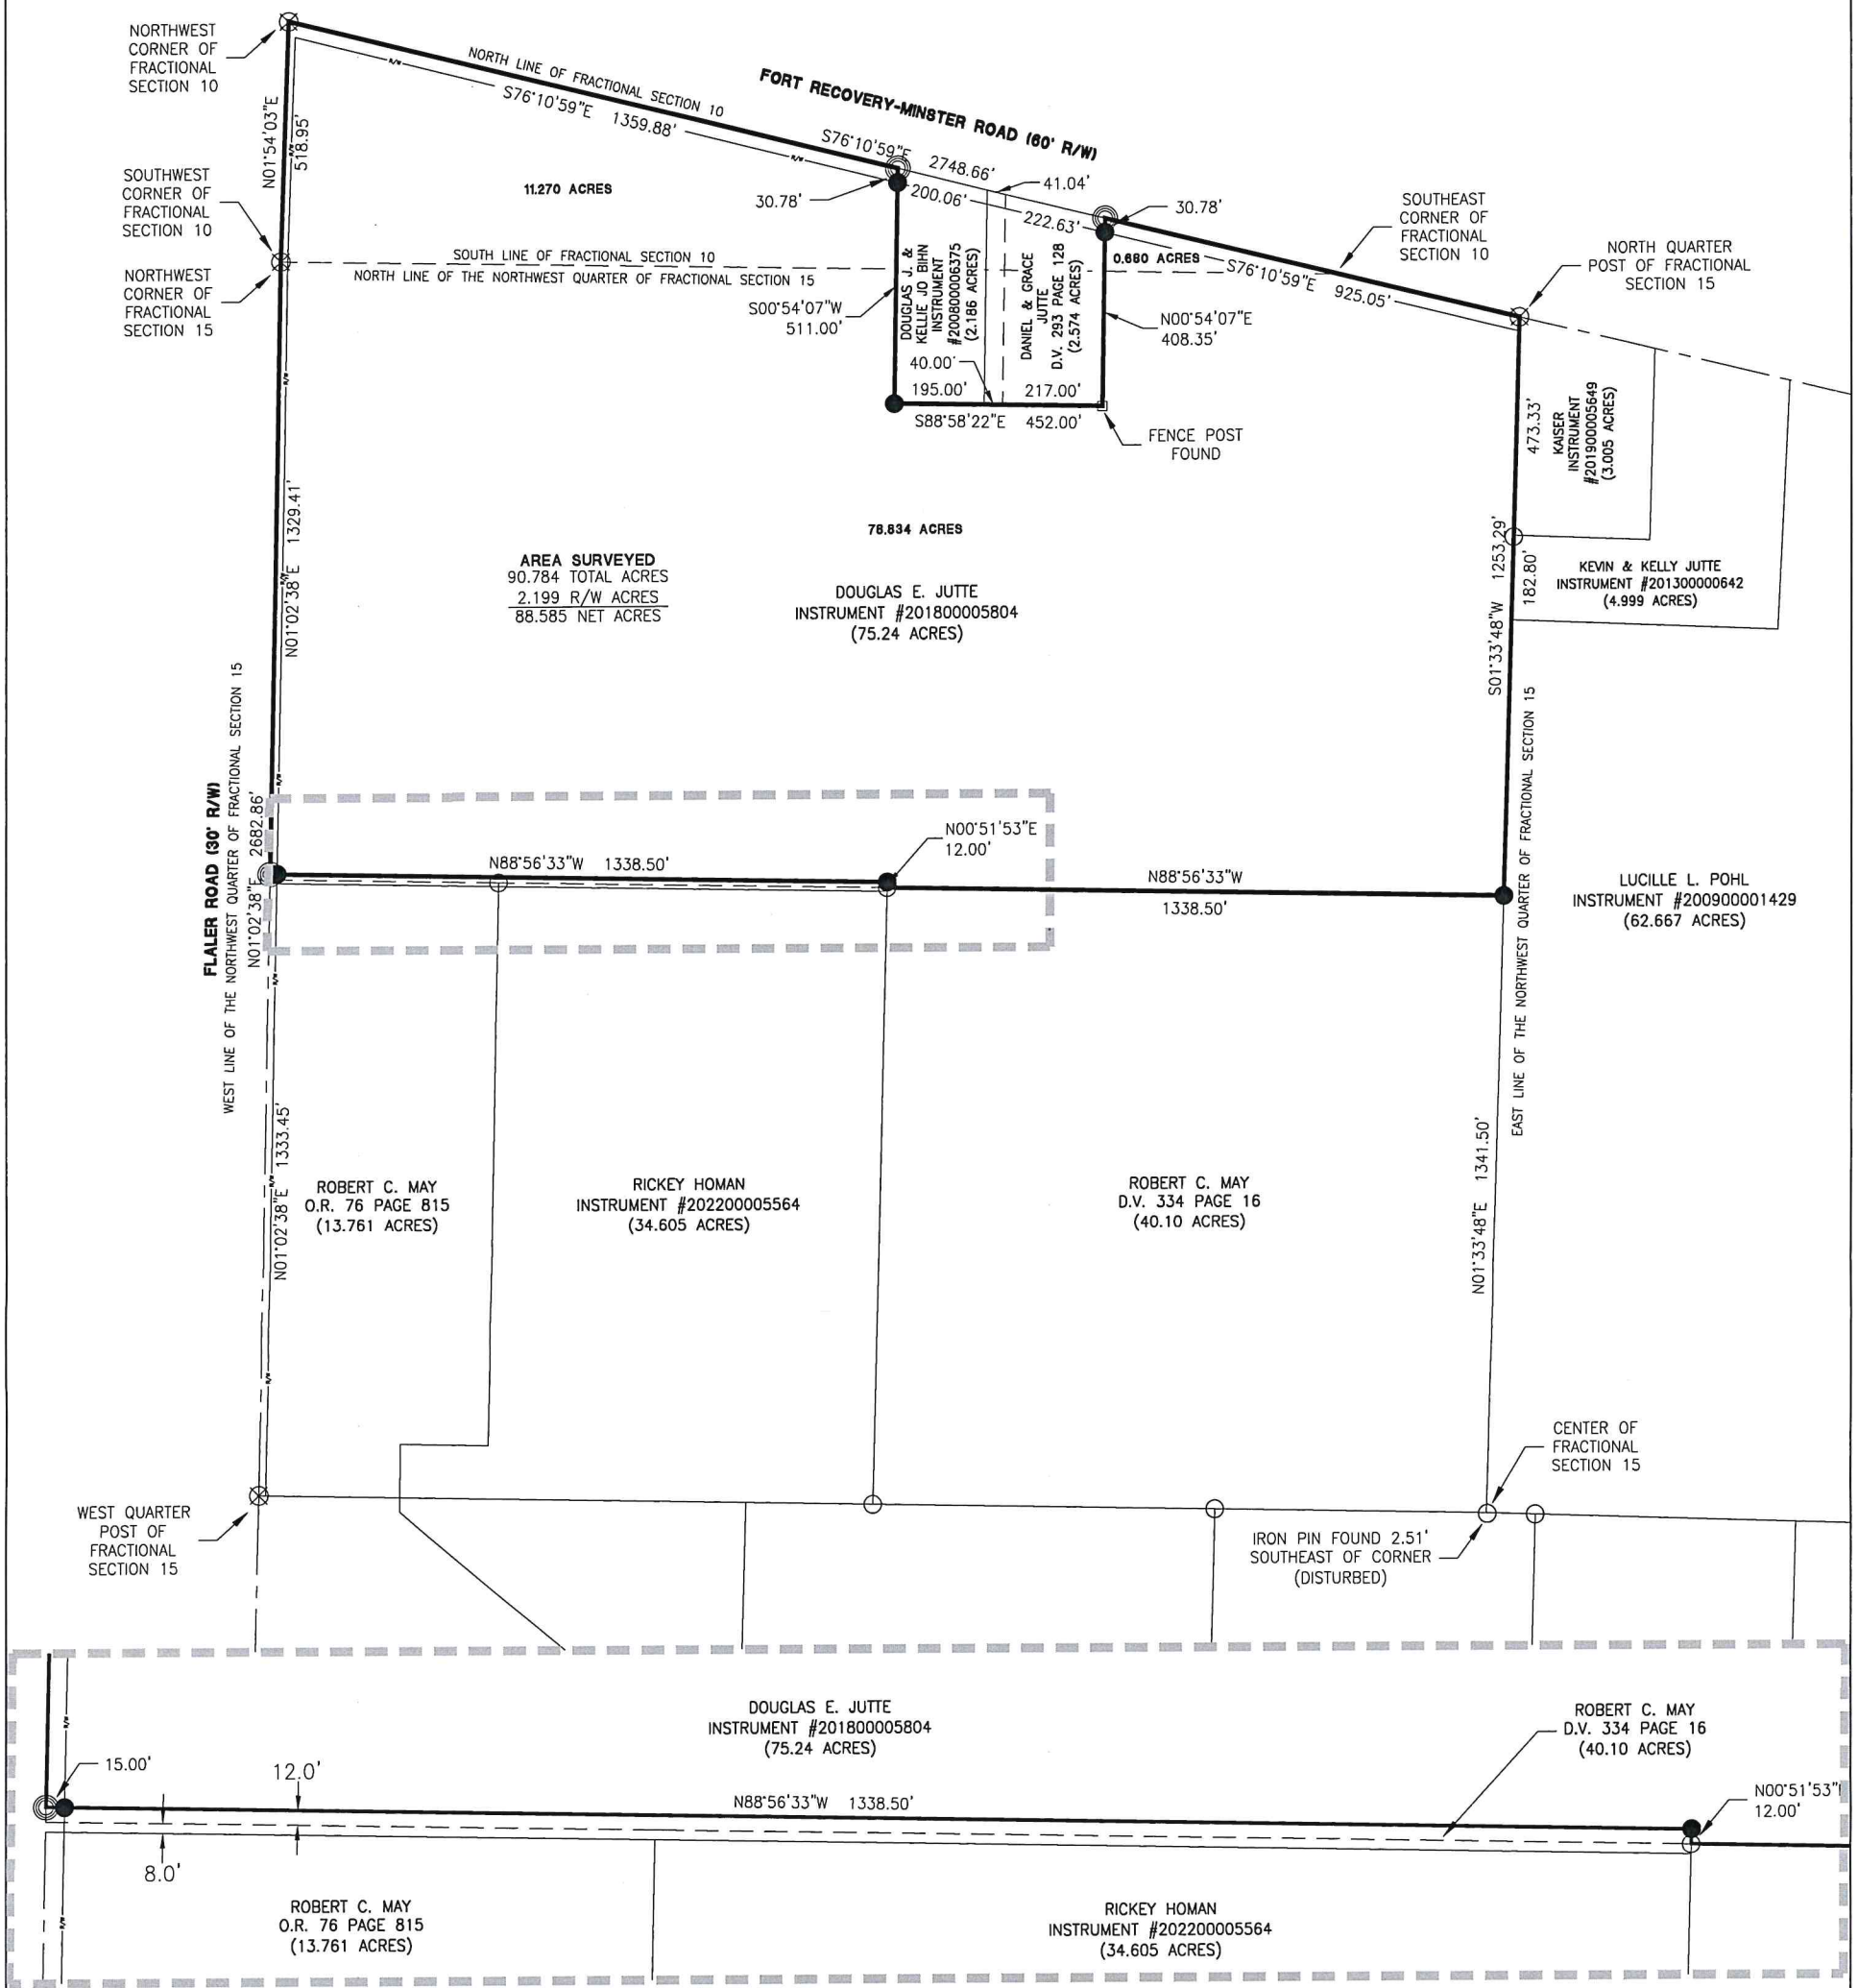 NORTHWEST
CORNER OF
FRACTIONAL
SECTION 10
NORTH LINE OF FRACTIONAL SECTION 10
S76°10'59"E 1359.88'
FORT RECOVERY-MINSTER ROAD (60' R/W)
S76°10'59"E 2748.66'
N01°54'03"E
518.95'
SOUTHWEST
CORNER OF
FRACTIONAL
SECTION 10
NORTHWEST
CORNER OF
FRACTIONAL
SECTION 15
11.270 ACRES
30.78'
200.06'
41.04'
222.63'
30.78'
SOUTHEAST
CORNER OF
FRACTIONAL
SECTION 10
NORTH QUARTER
POST OF FRACTIONAL
SECTION 15
SOUTH LINE OF FRACTIONAL SECTION 10
NORTH LINE OF THE NORTHWEST QUARTER OF FRACTIONAL SECTION 15
0.680 ACRES
S76°10'59"E 925.05'
S00°54'07"W
511.00'
DOUGLAS J. &
KELLIE JO BIHN
INSTRUMENT
#200800006375
(2.186 ACRES)
DANIEL & GRACE
JUTTE
D.V. 293 PAGE 128
(2.574 ACRES)
N00°54'07"E
408.35'
40.00'
195.00'
217.00'
S88°58'22"E 452.00'
FENCE POST
FOUND
473.33'
KAISER
INSTRUMENT
#201900005649
(3.005 ACRES)
N01°02'38"E 1329.41'
78.834 ACRES
AREA SURVEYED
90.784 TOTAL ACRES
2.199 R/W ACRES
88.585 NET ACRES
DOUGLAS E. JUTTE
INSTRUMENT #201800005804
(75.24 ACRES)
S01°33'48"W 1253.29'
182.80'
KEVIN & KELLY JUTTE
INSTRUMENT #201300000642
(4.999 ACRES)
FLALER ROAD (30' R/W)
WEST LINE OF THE NORTHWEST QUARTER OF FRACTIONAL SECTION 15
N01°02'38"E 2682.86'
N88°56'33"W 1338.50'
N00°51'53"E
12.00'
N88°56'33"W
1338.50'
EAST LINE OF THE NORTHWEST QUARTER OF FRACTIONAL SECTION 15
LUCILLE L. POHL
INSTRUMENT #200900001429
(62.667 ACRES)
N01°02'38"E 1333.45'
ROBERT C. MAY
O.R. 76 PAGE 815
(13.761 ACRES)
RICKEY HOMAN
INSTRUMENT #202200005564
(34.605 ACRES)
ROBERT C. MAY
D.V. 334 PAGE 16
(40.10 ACRES)
N01°33'48"E 1341.50'
CENTER OF
FRACTIONAL
SECTION 15
WEST QUARTER
POST OF
FRACTIONAL
SECTION 15
IRON PIN FOUND 2.51'
SOUTHEAST OF CORNER
(DISTURBED)
DOUGLAS E. JUTTE
INSTRUMENT #201800005804
(75.24 ACRES)
ROBERT C. MAY
D.V. 334 PAGE 16
(40.10 ACRES)
15.00'
12.0'
N88°56'33"W 1338.50'
N00°51'53"
12.00'
8.0'
ROBERT C. MAY
O.R. 76 PAGE 815
(13.761 ACRES)
RICKEY HOMAN
INSTRUMENT #202200005564
(34.605 ACRES)